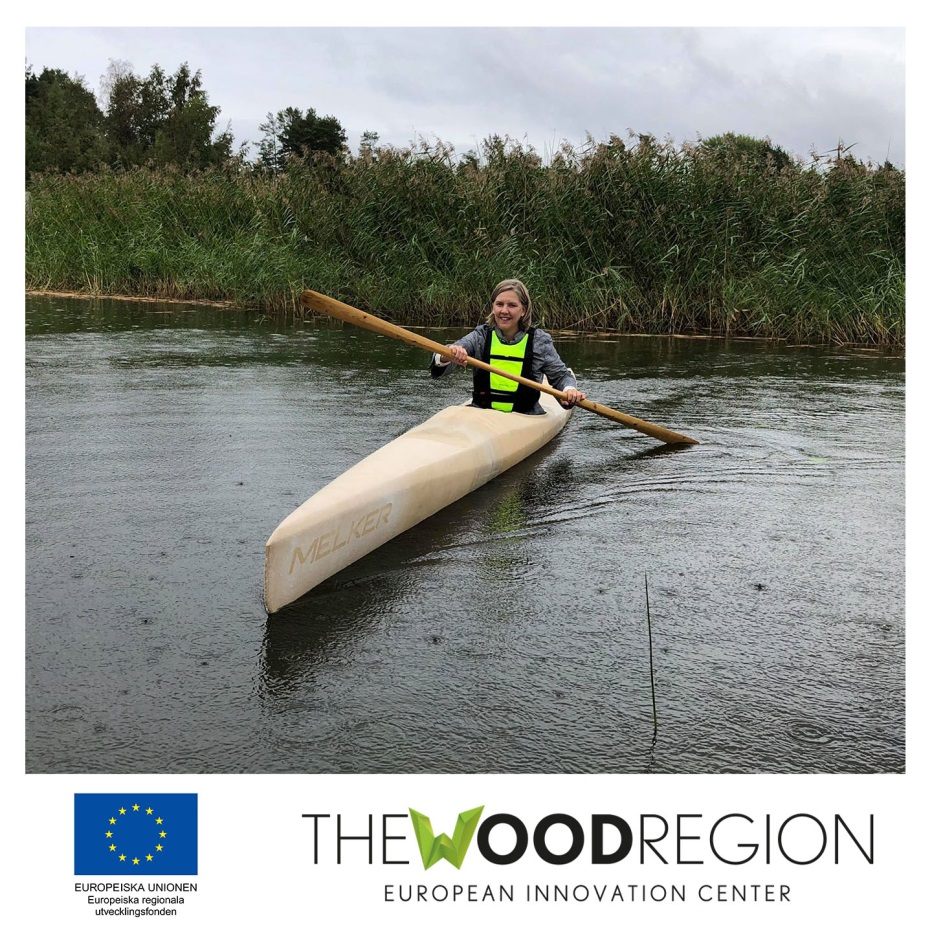 MELKER
EUROPEISKA UNIONEN
Europeiska regionala
utvecklingsfonden
THEWOODREGION
EUROPEAN INNOVATION CENTER